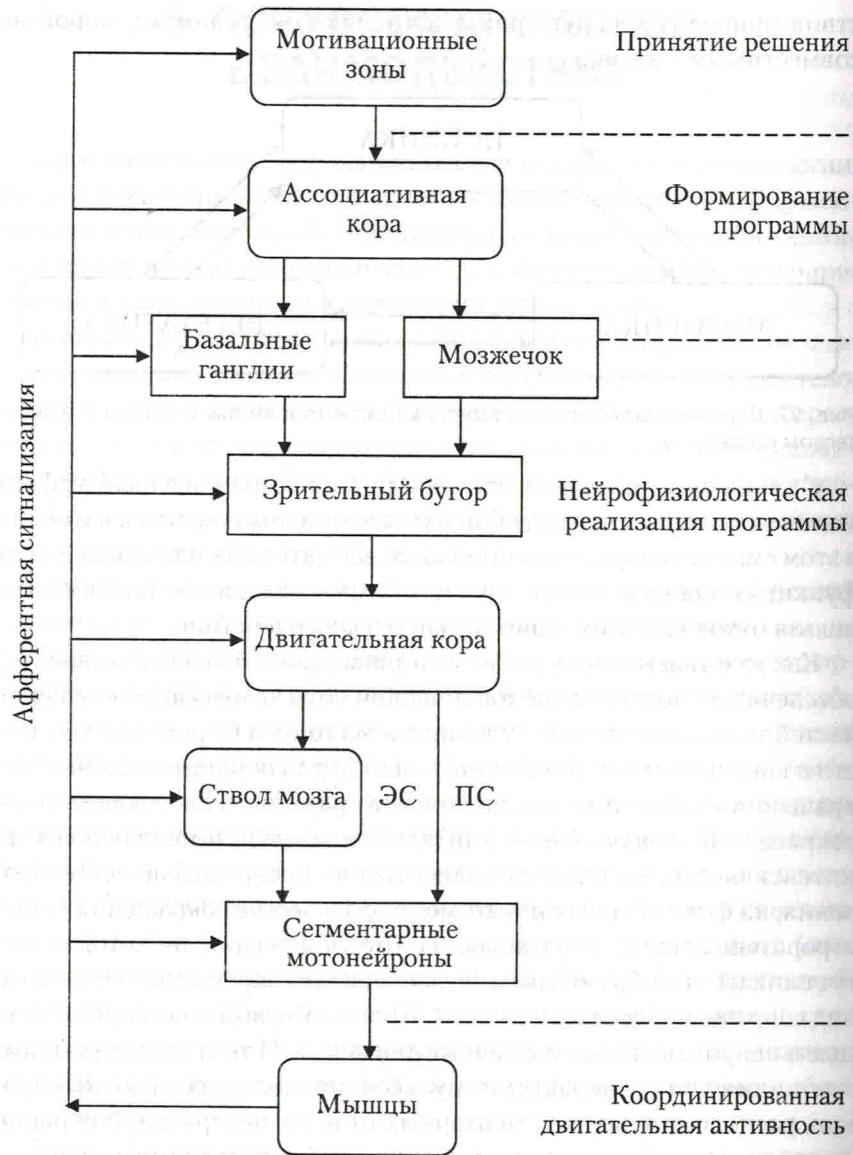 Мотивационные
зоны
Принятие решения
Ассоциативная
кора
Формирование
программы
Базальные
ганглии
Мозжечок
Афферентная сигнализация
Зрительный бугор
Нейрофизиологическая
реализация программы
Двигательная кора
Ствол мозга
ЭС
ПС
Сегментарные
мотонейроны
Мышцы
Координированная
двигательная активность